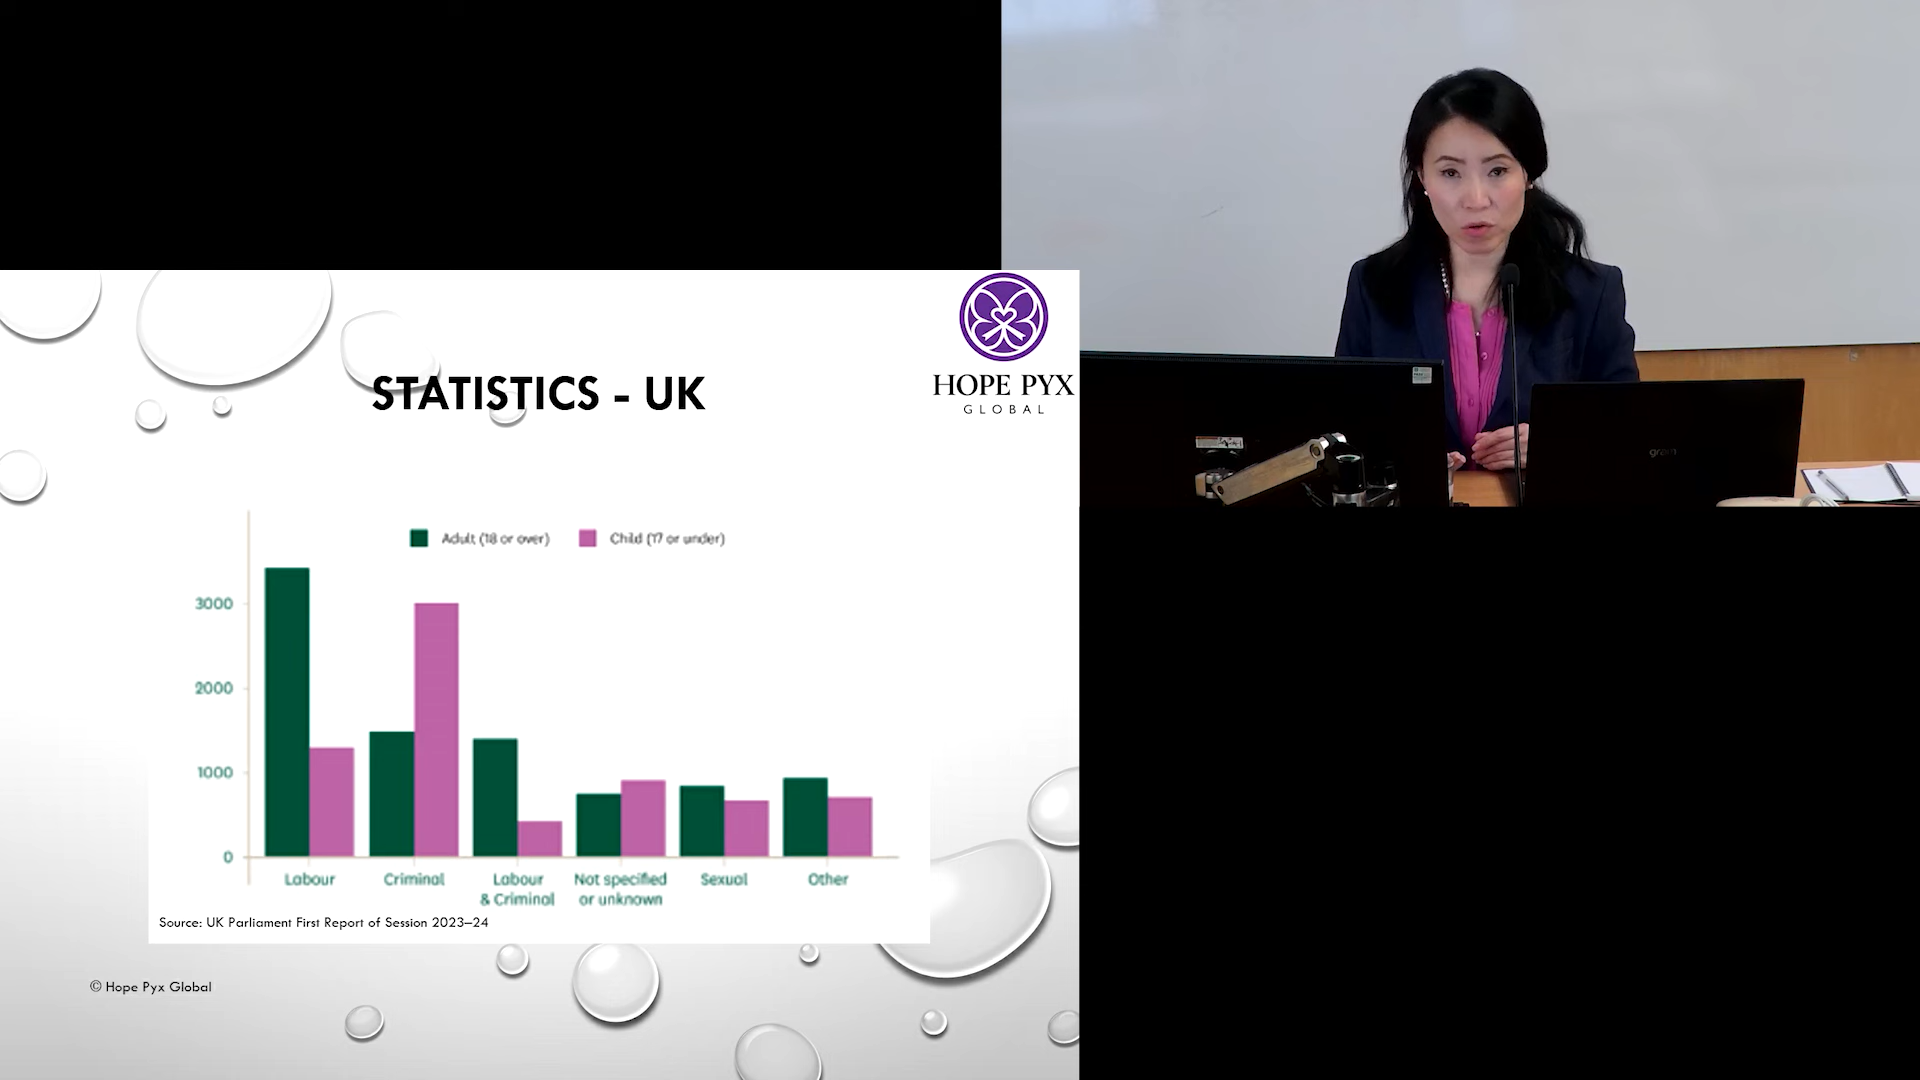 HOPE PYX
GLOBAL
STATISTICS - UK
Adult (18 or over)
Child (17 or under)
3000
2000
1000
0
Labour
Criminal
Labour
& Criminal
Not specified
or unknown
Sexual
Other
Source: UK Parliament First Report of Session 2023–24
© Hope Pyx Global
gram